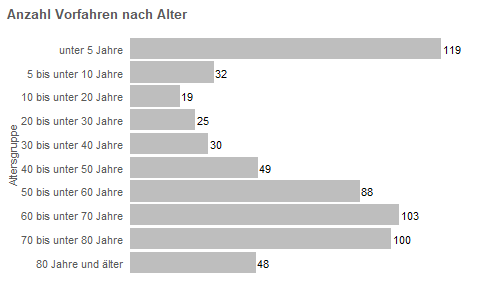 Anzahl Vorfahren nach Alter
Altersgruppe
unter 5 Jahre 119
5 bis unter 10 Jahre 32
10 bis unter 20 Jahre 19
20 bis unter 30 Jahre 25
30 bis unter 40 Jahre 30
40 bis unter 50 Jahre 49
50 bis unter 60 Jahre 88
60 bis unter 70 Jahre 103
70 bis unter 80 Jahre 100
80 Jahre und älter 48